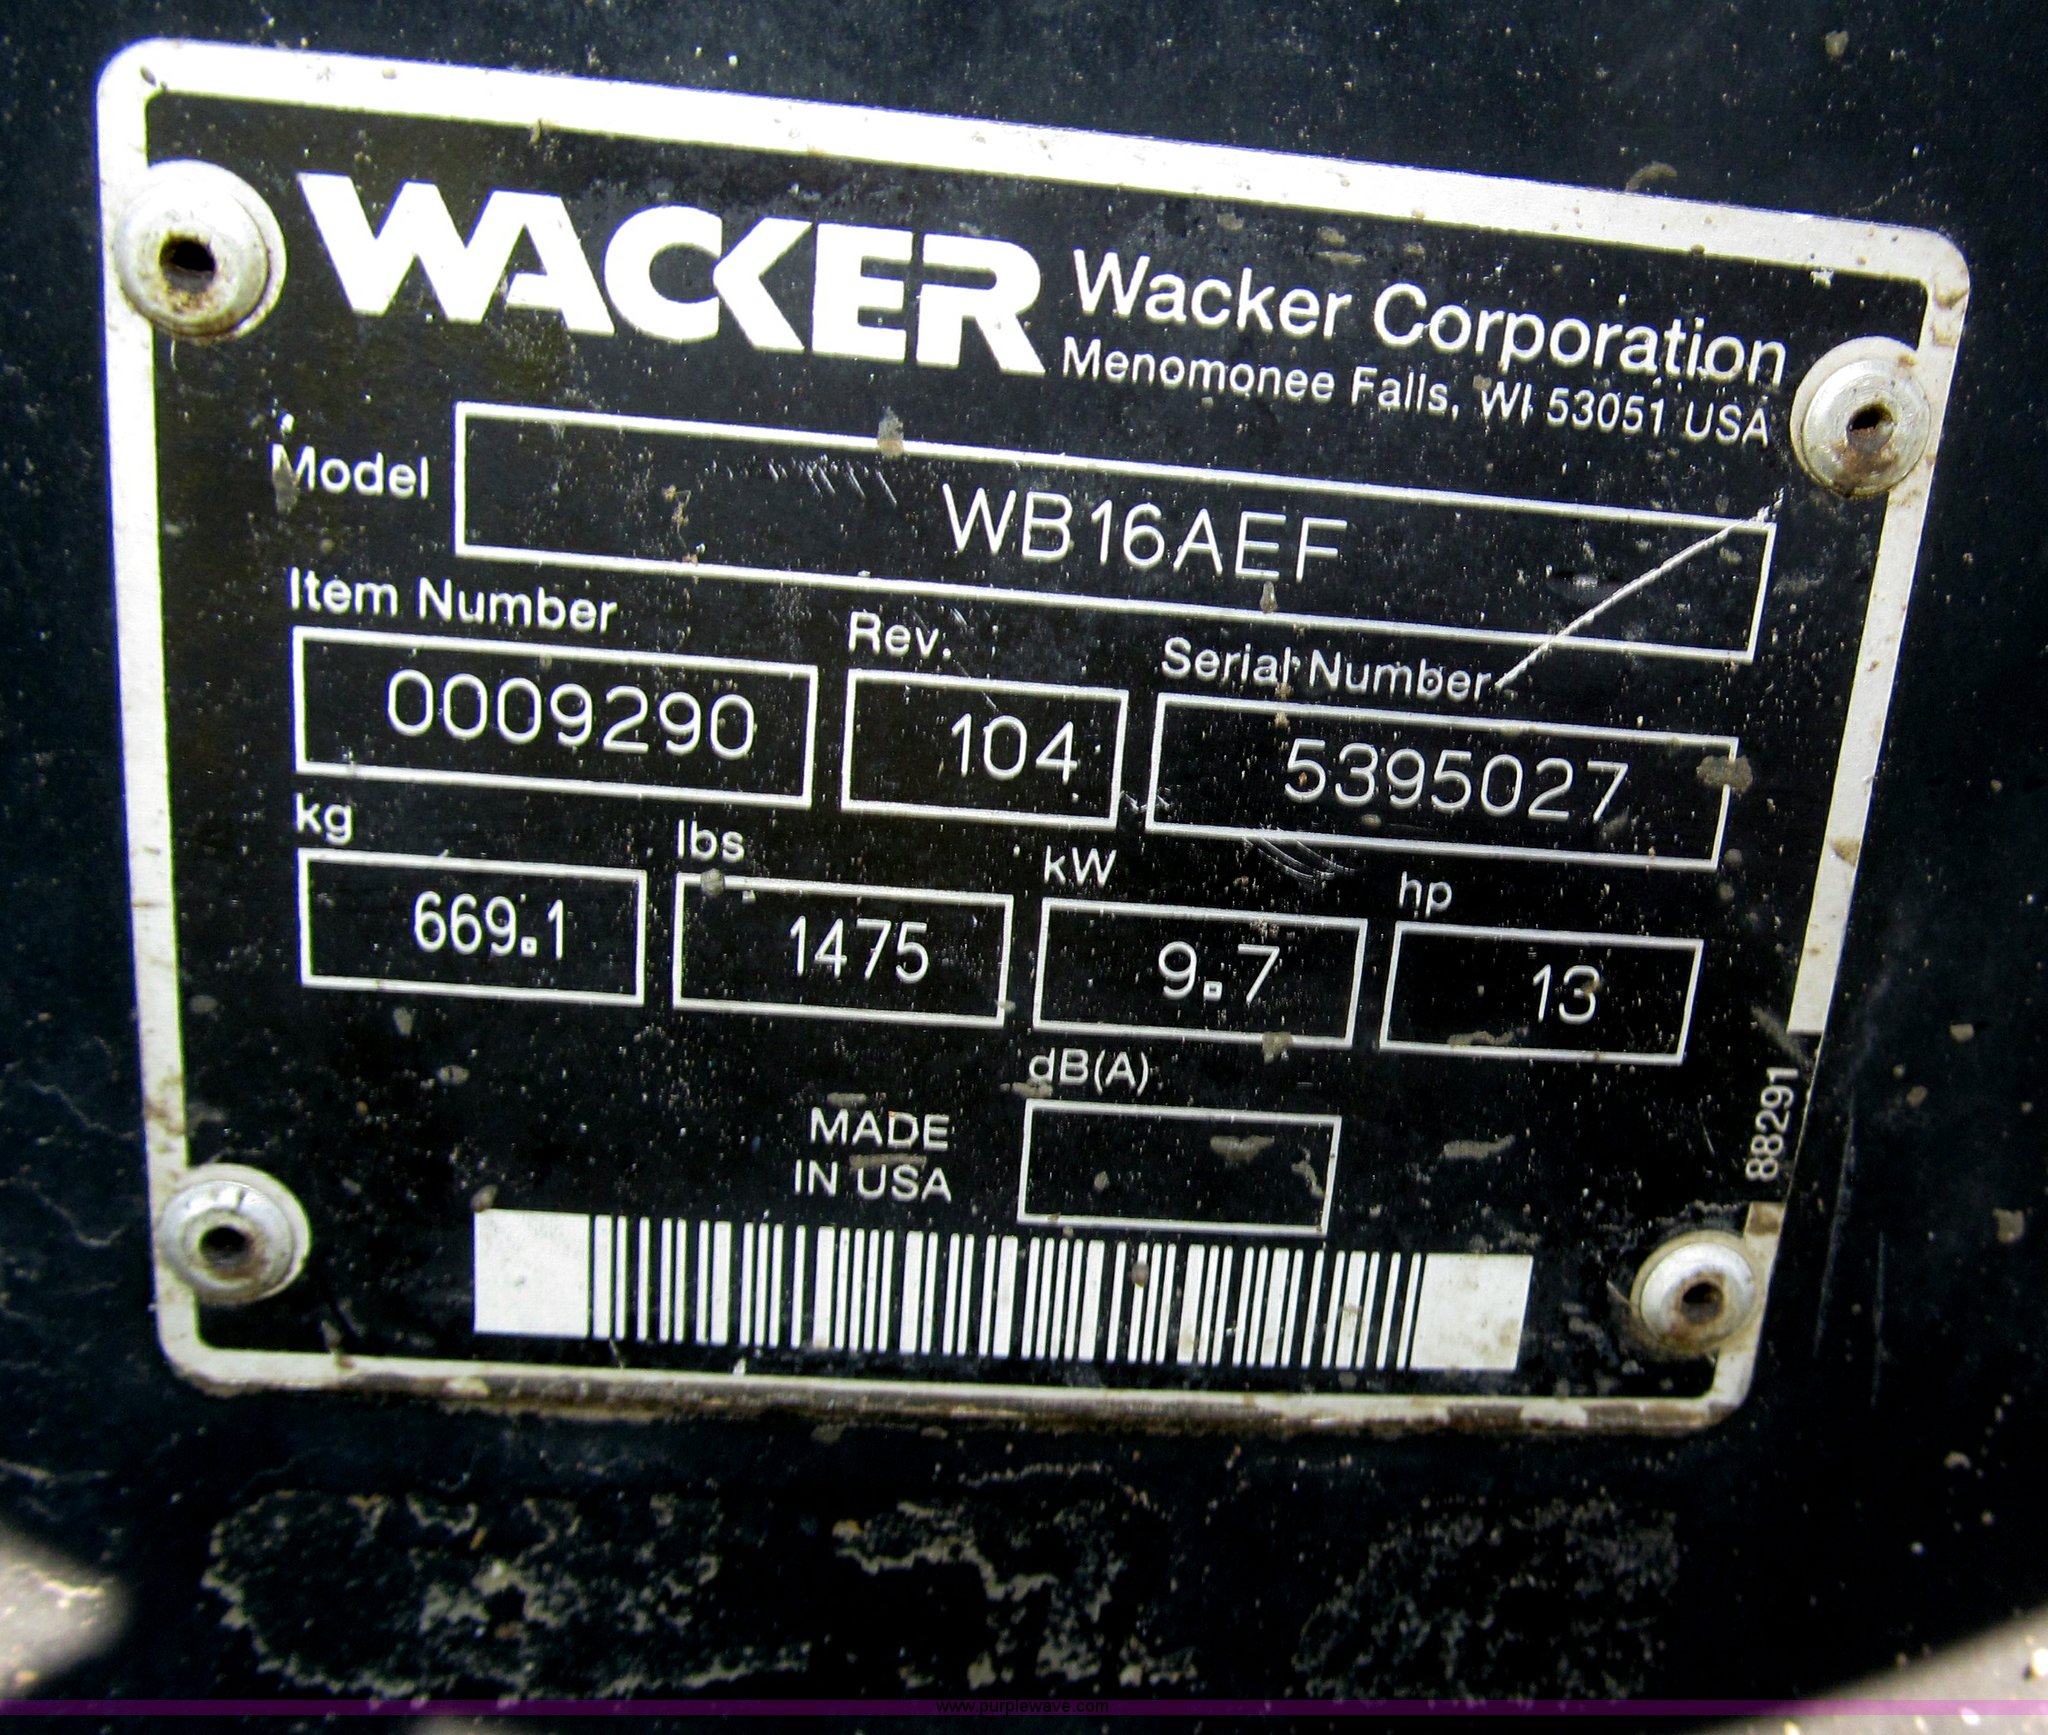 WACKER
Wacker Corporation
Menomonee Falls, WI 53051 USA
Model
WB16AEF
Item Number Rev. Serial Number
0009290 104 5395027
kg lbs kW hp
669.1 1475 9.7 13
dB(A)
MADE
IN USA
88291
www.purplewave.com